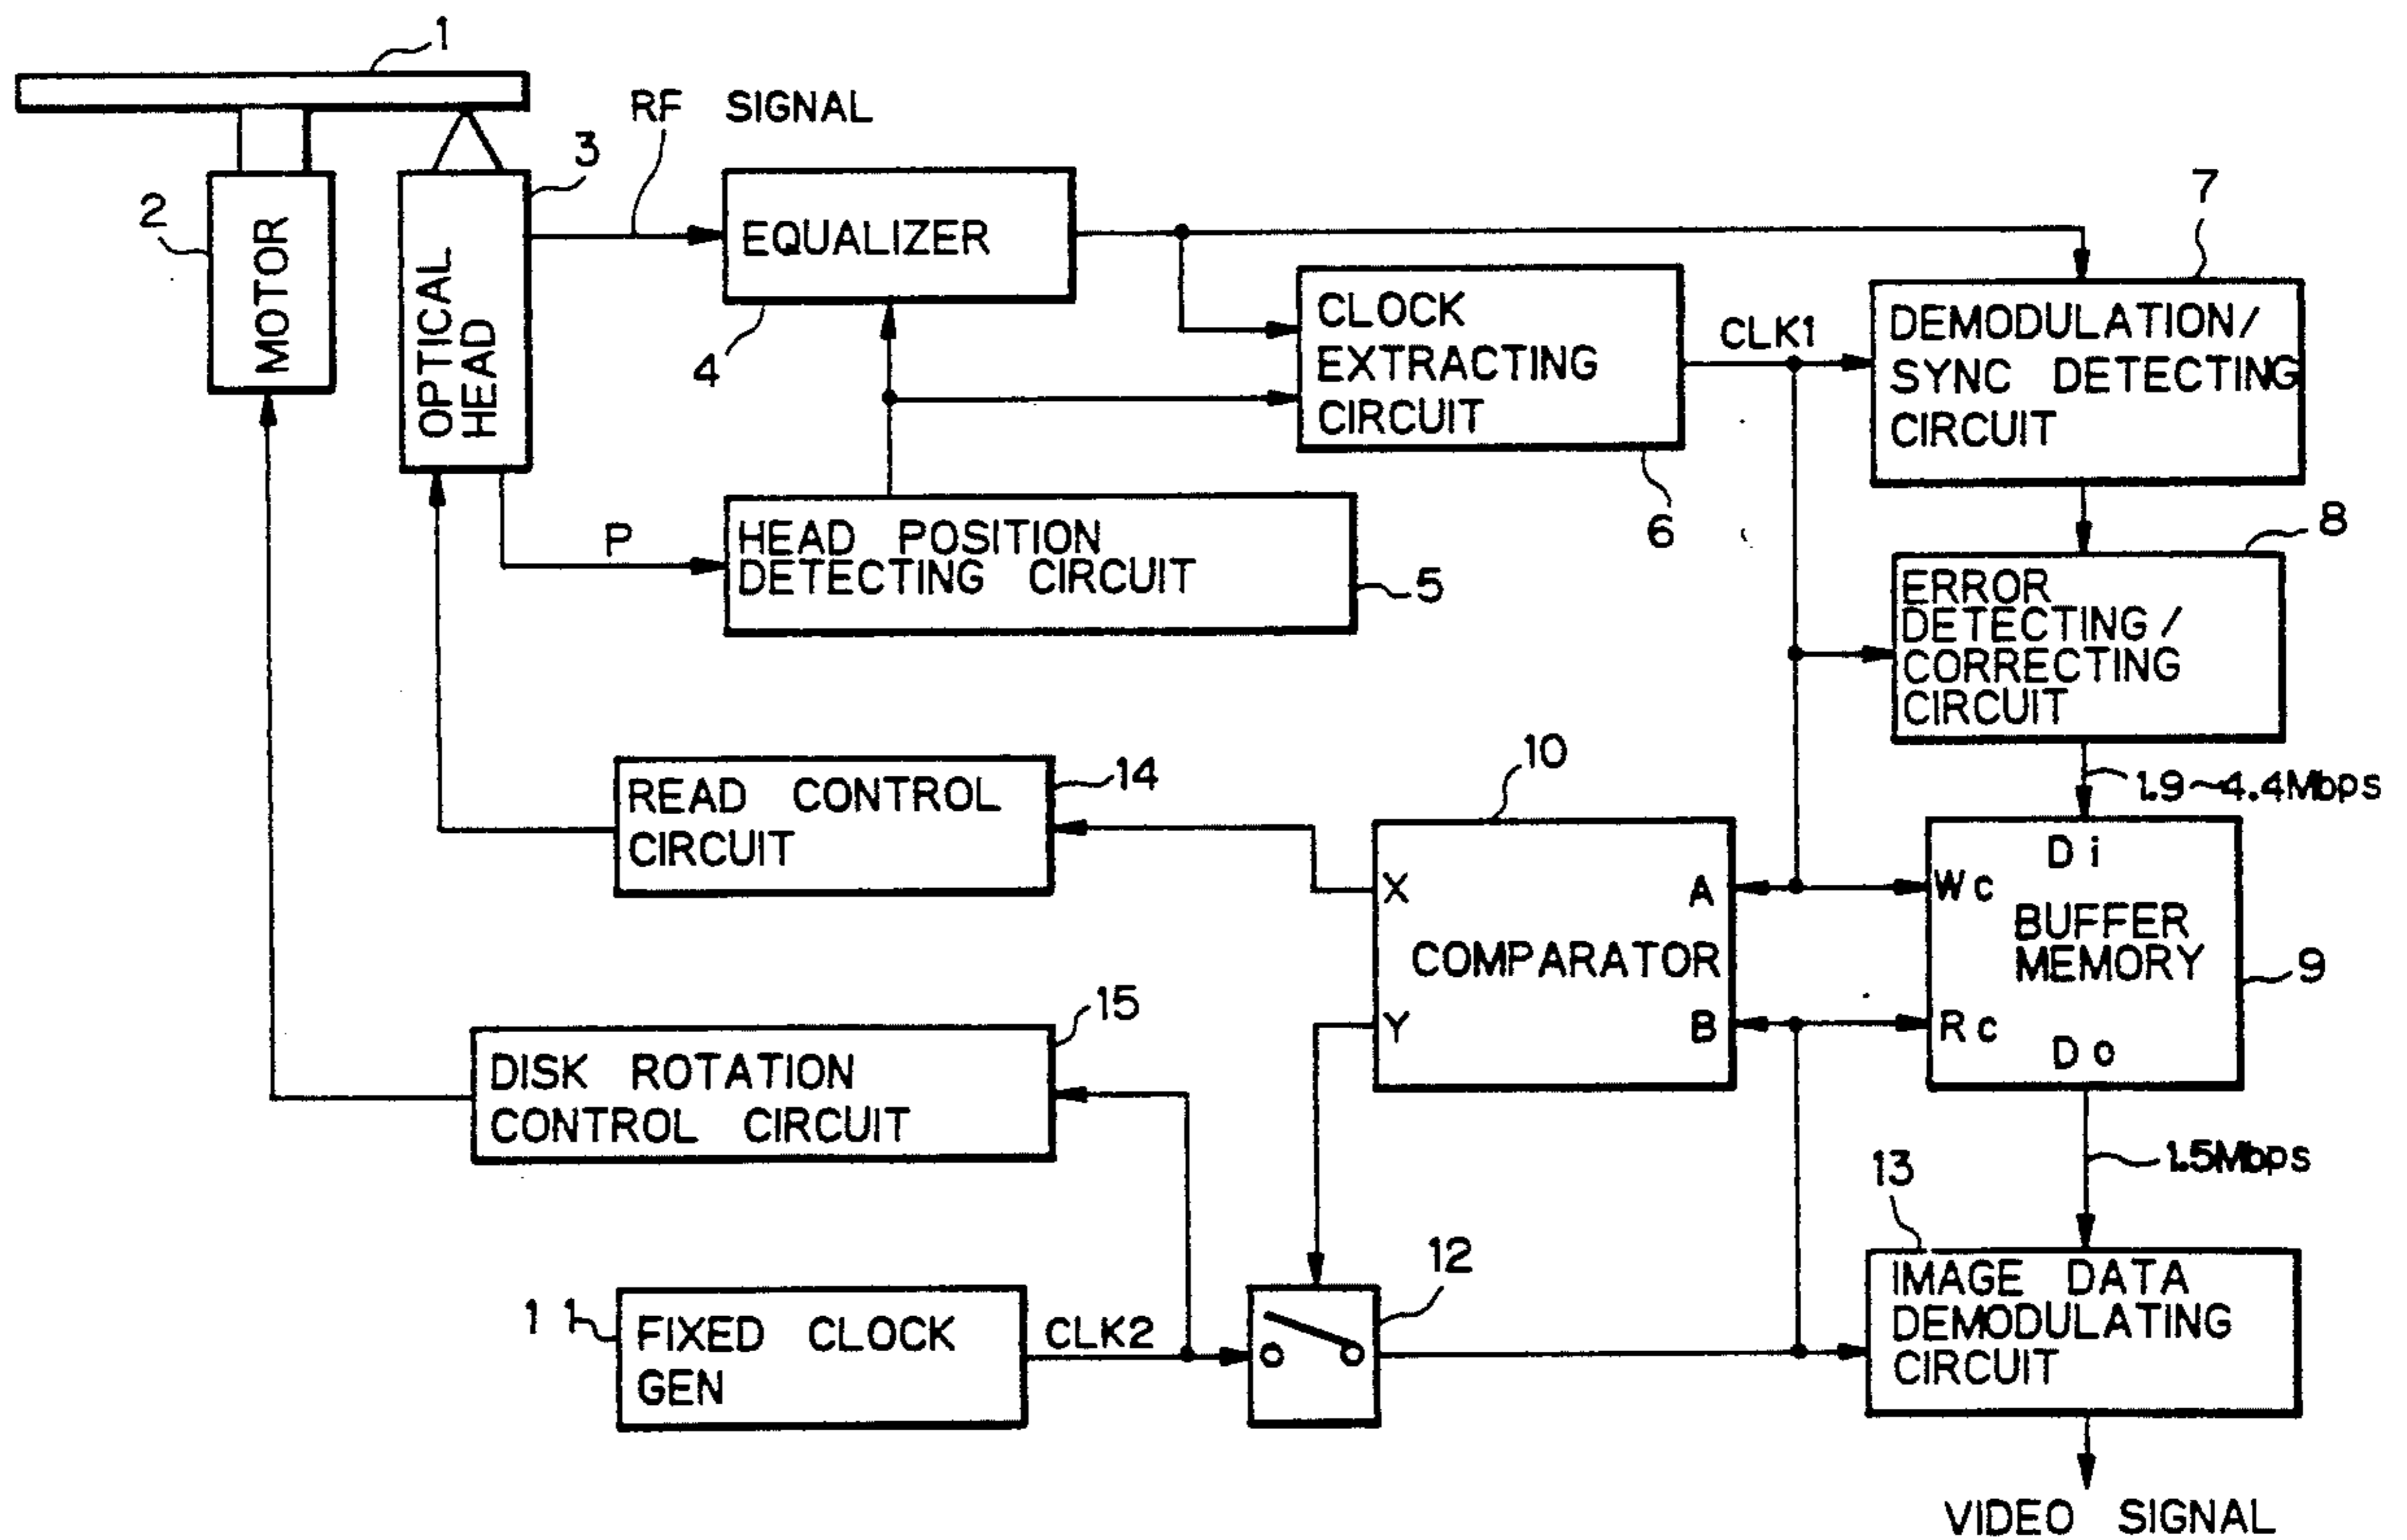 1
RF SIGNAL
2
MOTOR
3
OPTICAL
HEAD
EQUALIZER
4
CLOCK
EXTRACTING
CIRCUIT
6
CLK1
7
DEMODULATION/
SYNC DETECTING
CIRCUIT
P
HEAD POSITION
DETECTING CIRCUIT
5
8
ERROR
DETECTING/
CORRECTING
CIRCUIT
1.9~4.4Mbps
READ CONTROL
CIRCUIT
14
10
X
A
COMPARATOR
Y
B
Di
Wc
BUFFER
MEMORY
Rc
Do
9
15
DISK ROTATION
CONTROL CIRCUIT
1.5Mbps
11
FIXED CLOCK
GEN
CLK2
12
13
IMAGE DATA
DEMODULATING
CIRCUIT
VIDEO SIGNAL